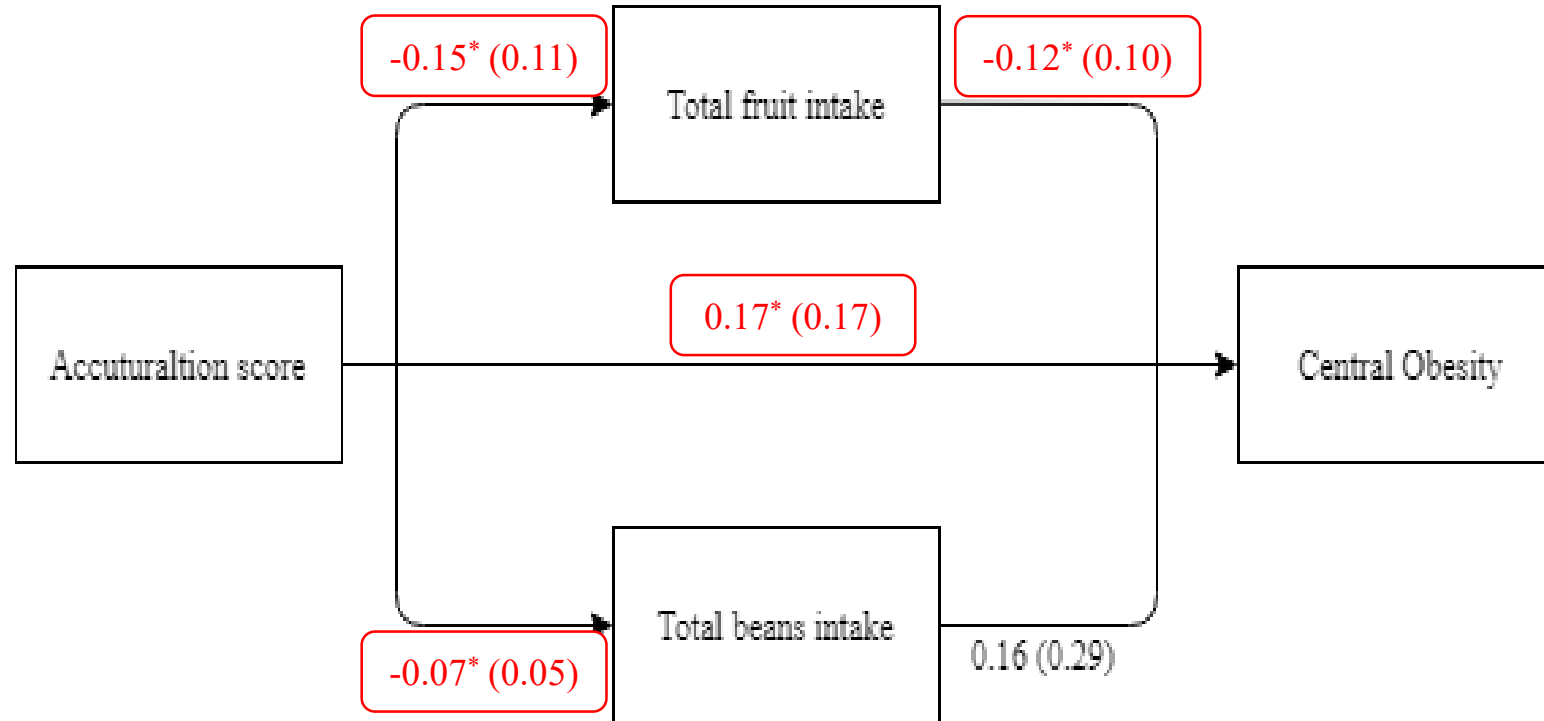 -0.15* (0.11)
-0.12* (0.10)
Total fruit intake
0.17* (0.17)
Accuturaltion score
Central Obesity
Total beans intake
0.16 (0.29)
-0.07* (0.05)